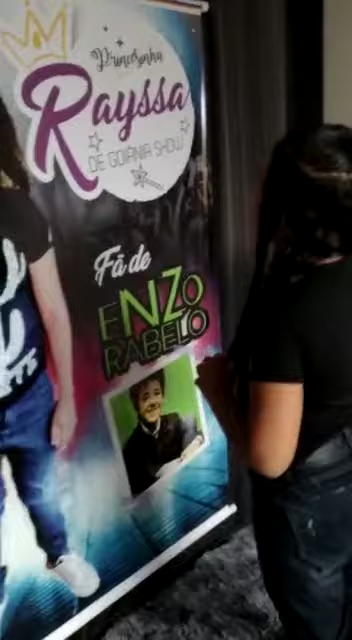 Princesinha
Rayssa
DE GOIÂNIA SHOW
Fã de
ENZO
RABELO